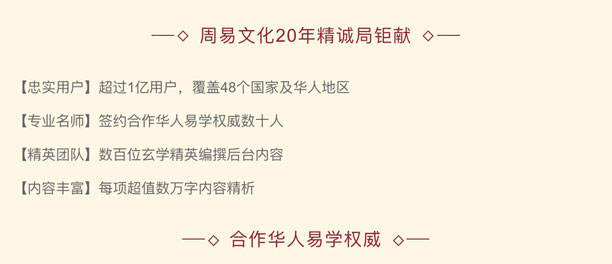 周易文化20年精诚局钜献
【忠实用户】超过1亿用户，覆盖48个国家及华人地区
【专业名师】签约合作华人易学权威数十人
【精英团队】数百位玄学精英编撰后台内容
【内容丰富】每项超值数万字内容精析
合作华人易学权威